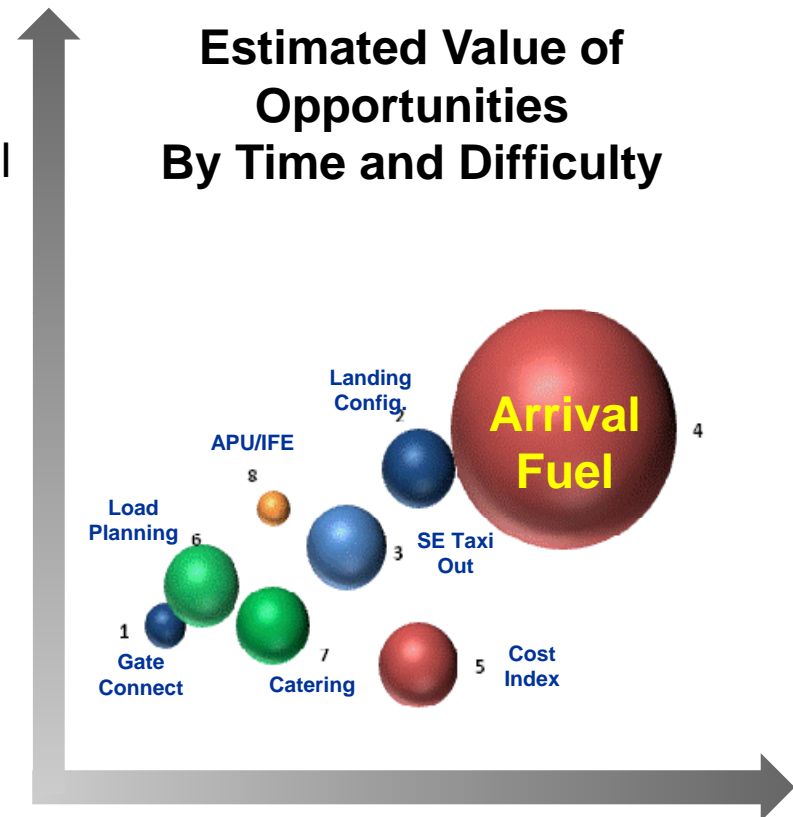 Estimated Value of
Opportunities
By Time and Difficulty
l
Landing
Config.
2
Arrival
Fuel
4
APU/IFE
8
Load
Planning
6
SE Taxi
Out
3
1
Gate
Connect
7
Catering
5
Cost
Index